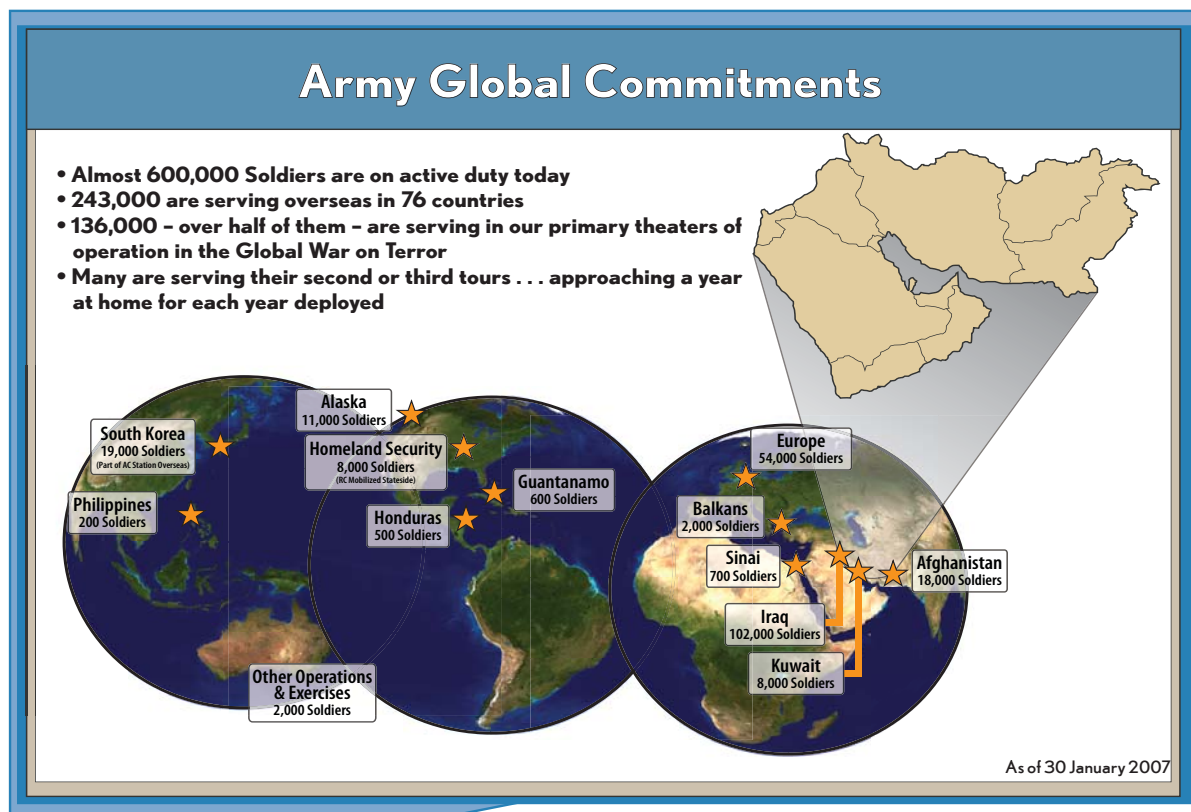 Army Global Commitments
• Almost 600,000 Soldiers are on active duty today
• 243,000 are serving overseas in 76 countries
• 136,000 – over half of them – are serving in our primary theaters of
operation in the Global War on Terror
• Many are serving their second or third tours . . . approaching a year
at home for each year deployed
South Korea
19,000 Soldiers
(Part of AC Station Overseas)
Philippines
200 Soldiers
Other Operations
& Exercises
2,000 Soldiers
Alaska
11,000 Soldiers
Homeland Security
8,000 Soldiers
(RC Mobilized Stateside)
Guantanamo
600 Soldiers
Honduras
500 Soldiers
Europe
54,000 Soldiers
Balkans
2,000 Soldiers
Sinai
700 Soldiers
Afghanistan
18,000 Soldiers
Iraq
102,000 Soldiers
Kuwait
8,000 Soldiers
As of 30 January 2007